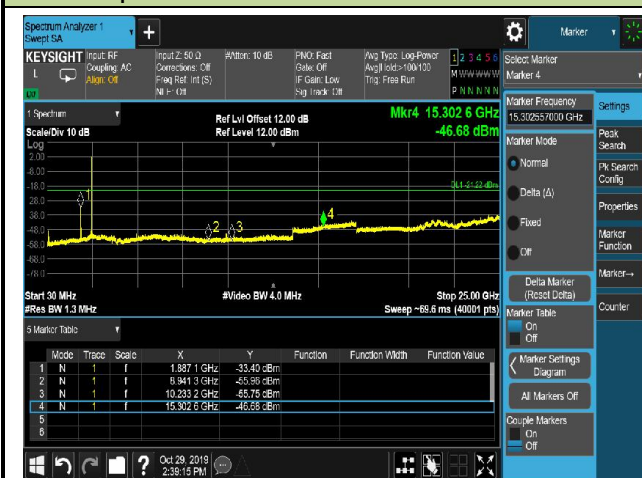 Spectrum Analyzer 1
Swept SA
+
Marker
KEYSIGHT
L
Input: RF
Coupling: AC
Align: Off
Input Z: 50 Ω
Corrections: Off
Freq Ref: Int (S)
NFE: Off
#Atten: 10 dB
PNO: Fast
Gate: Off
IF Gain: Low
Sig Track: Off
Avg Type: Log-Power
Avg|Hold:>100/100
Trig: Free Run
1 2 3 4 5 6
M W W W W W
P N N N N N
Select Marker
Marker 4
1 Spectrum
Scale/Div 10 dB
Ref Lvl Offset 12.00 dB
Ref Level 12.00 dBm
Mkr4 15.302 6 GHz
-46.68 dBm
Log
2.00
-8.00
-18.0
-28.0
-38.0
-48.0
-58.0
-68.0
-78.0
1
2
3
4
Start 30 MHz
#Res BW 1.3 MHz
#Video BW 4.0 MHz
Stop 25.00 GHz
Sweep ~69.6 ms (40001 pts)
5 Marker Table
Mode Trace Scale X Y Function Function Width Function Value
1 N 1 f 1.887 1 GHz -33.40 dBm
2 N 1 f 8.941 3 GHz -55.96 dBm
3 N 1 f 10.233 2 GHz -55.75 dBm
4 N 1 f 15.302 6 GHz -46.68 dBm
5
6
Marker Frequency
15.302557000 GHz
Marker Mode
Normal
Delta (Δ)
Fixed
Off
Delta Marker
(Reset Delta)
Marker Table
On
Off
Marker Settings
Diagram
All Markers Off
Couple Markers
On
Off
Settings
Peak
Search
Pk Search
Config
Properties
Marker
Function
Marker→
Counter
?
Oct 29, 2019
2:39:15 PM